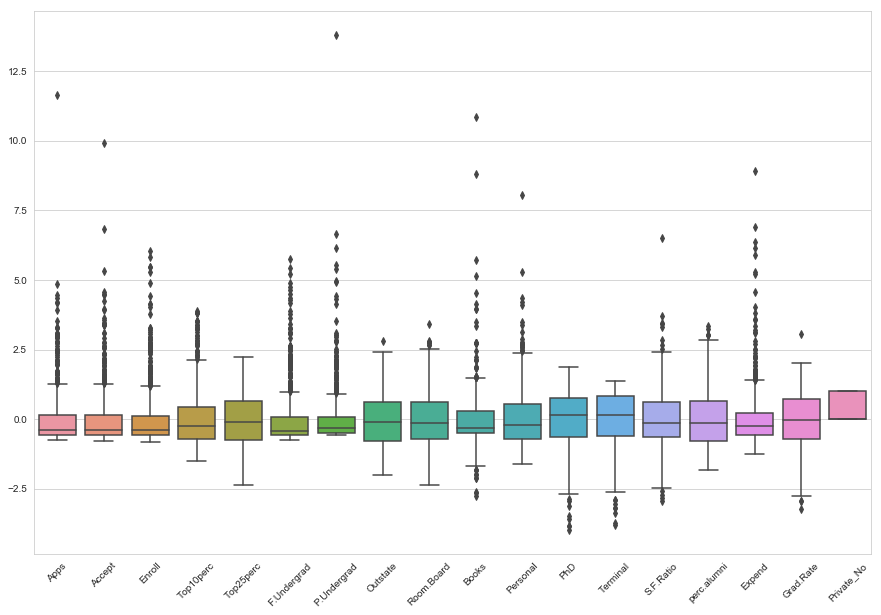 12.5
10.0
7.5
5.0
2.5
0.0
−2.5
Apps
Accept
Enroll
Top10perc
Top25perc
F.Undergrad
P.Undergrad
Outstate
Room.Board
Books
Personal
PhD
Terminal
S.F.Ratio
perc.alumni
Expend
Grad.Rate
Private_No